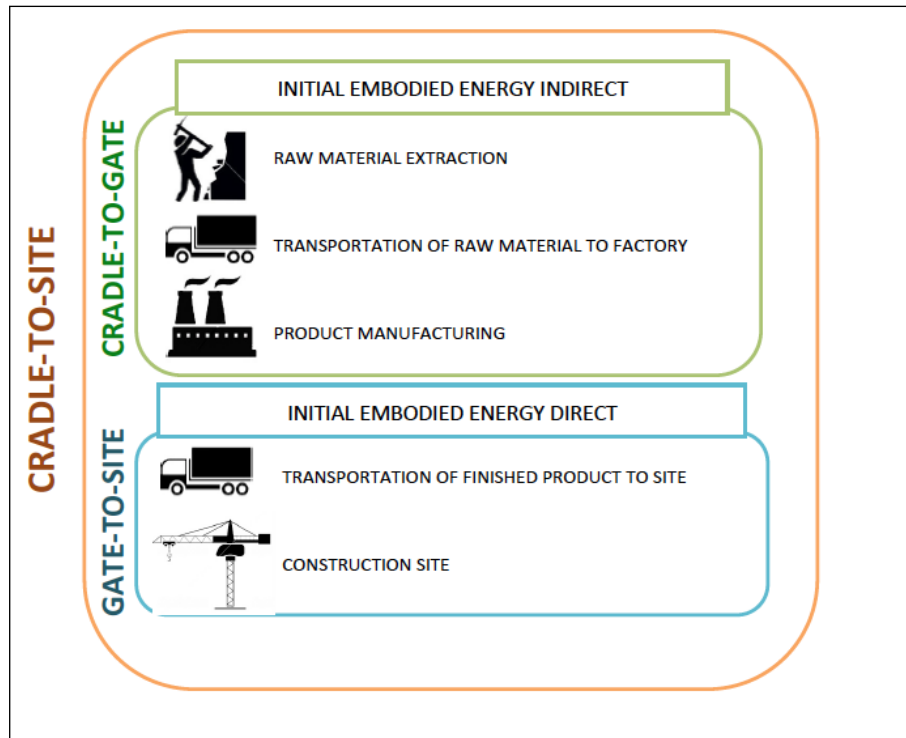 CRADLE-TO-SITE
CRADLE-TO-GATE
INITIAL EMBODIED ENERGY INDIRECT
RAW MATERIAL EXTRACTION
TRANSPORTATION OF RAW MATERIAL TO FACTORY
PRODUCT MANUFACTURING
GATE-TO-SITE
INITIAL EMBODIED ENERGY DIRECT
TRANSPORTATION OF FINISHED PRODUCT TO SITE
CONSTRUCTION SITE